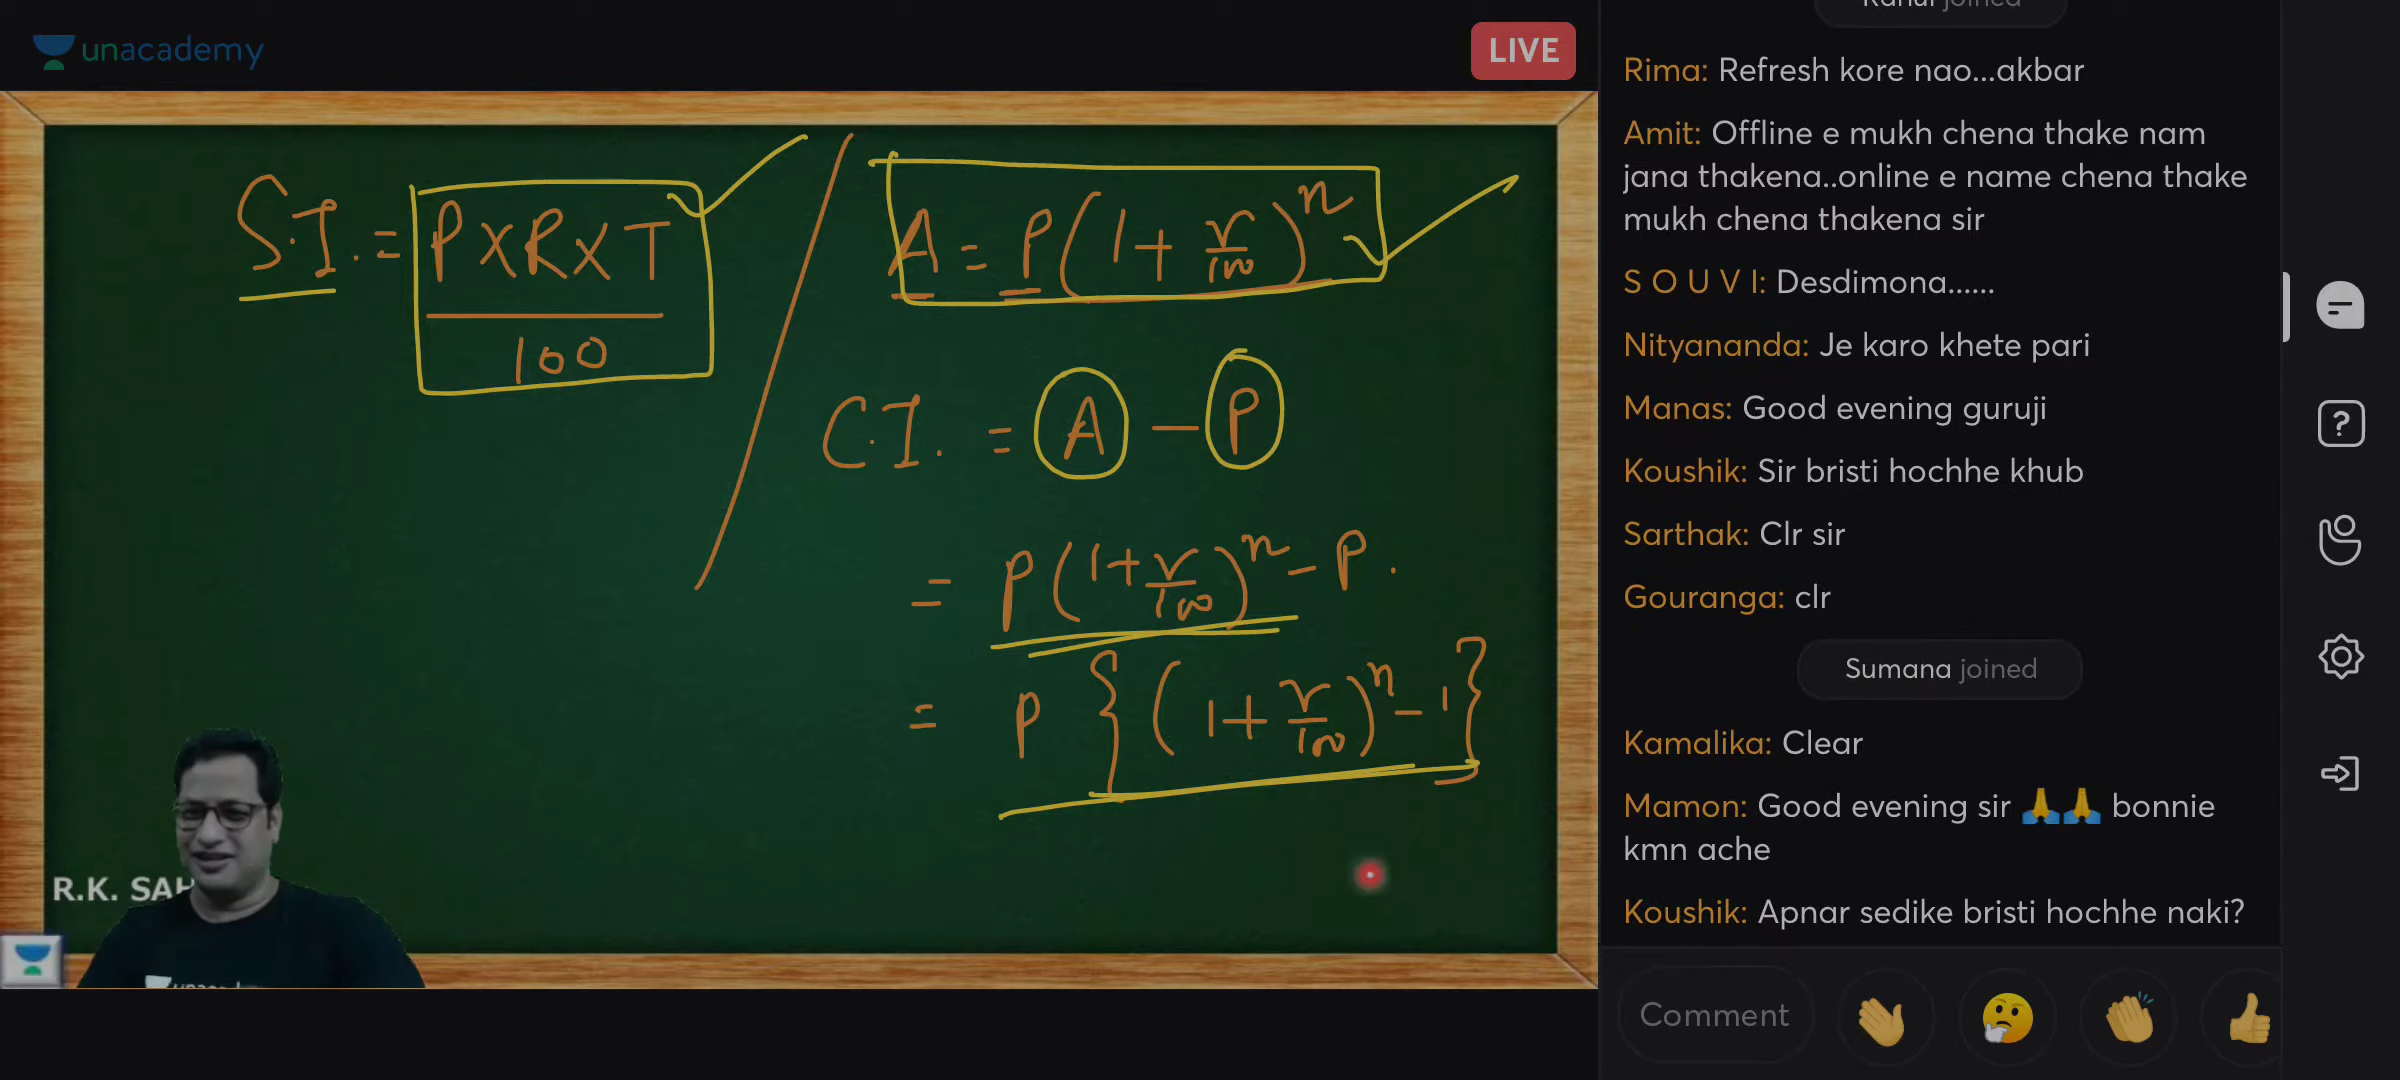 unacademy
LIVE
S.I. = P×R×T / 100
A = P(1 + r/100)^n
C.I. = A − P
= P(1 + r/100)^n − P.
= P {(1 + r/100)^n − 1}
R.K. SAH
joined
Rima: Refresh kore nao...akbar
Amit: Offline e mukh chena thake nam
jana thakena..online e name chena thake
mukh chena thakena sir
S O U V I: Desdimona......
Nityananda: Je karo khete pari
Manas: Good evening guruji
Koushik: Sir bristi hochhe khub
Sarthak: Clr sir
Gouranga: clr
Sumana joined
Kamalika: Clear
Mamon: Good evening sir 🙏🙏 bonnie
kmn ache
Koushik: Apnar sedike bristi hochhe naki?
Comment